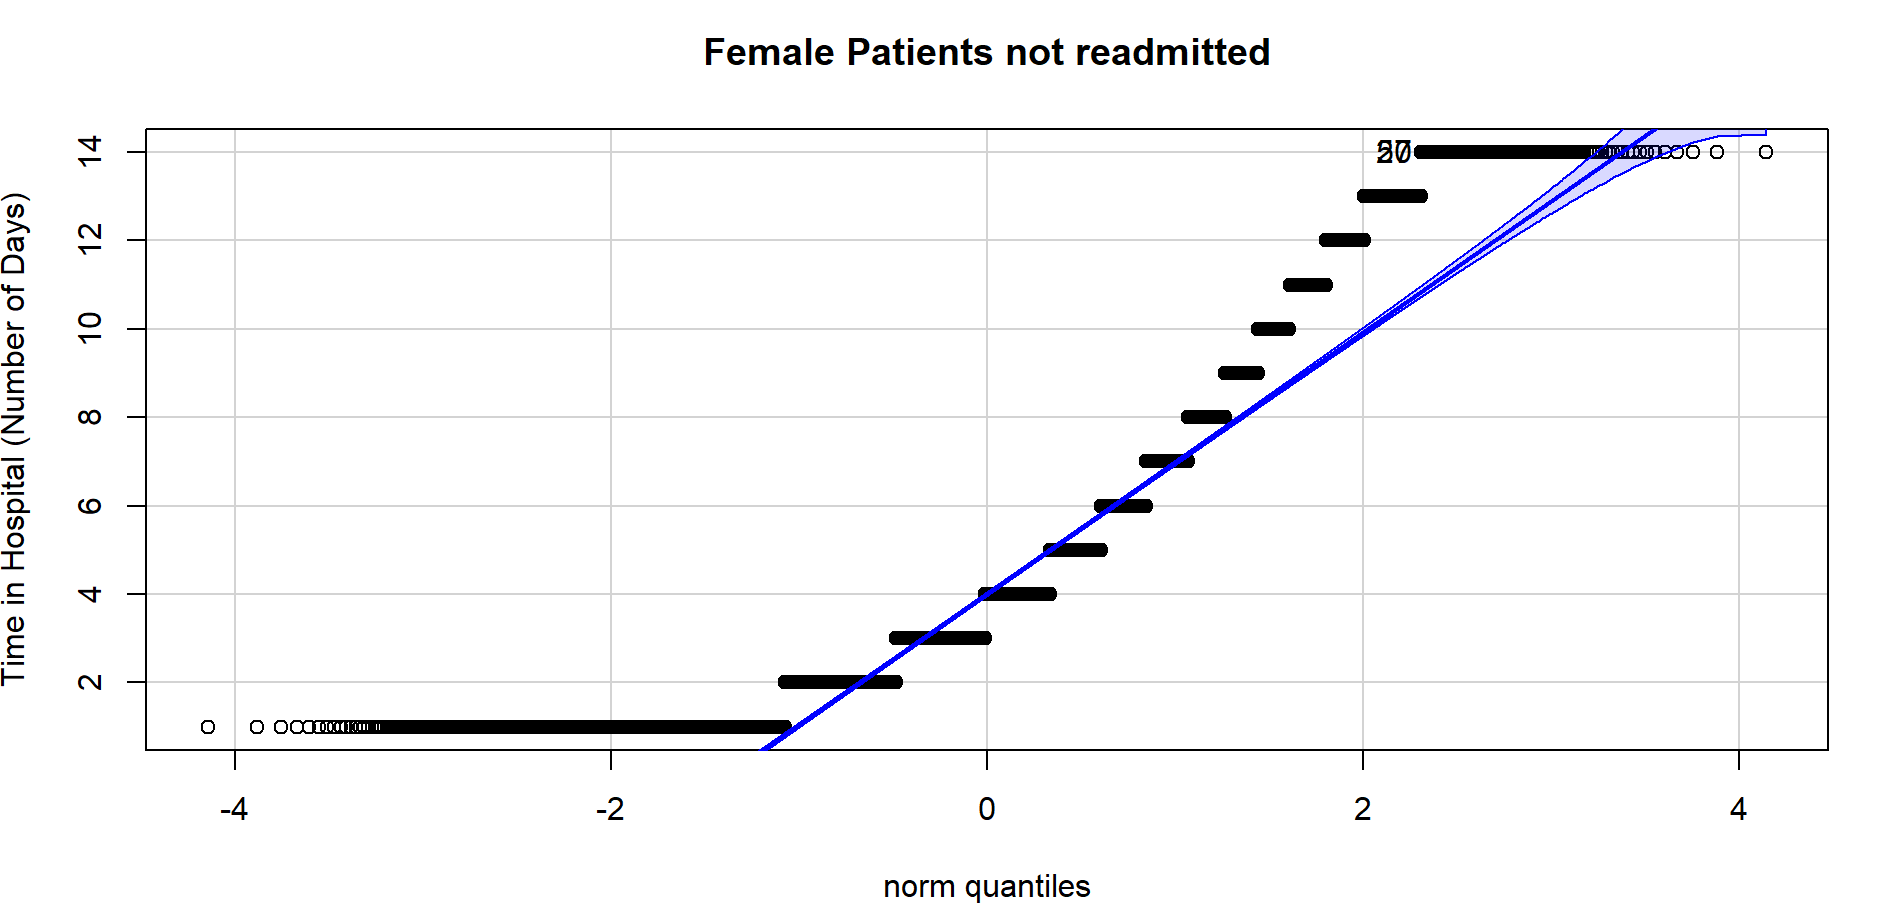 Female Patients not readmitted
Time in Hospital (Number of Days)
14
12
10
8
6
4
2
-4 -2 0 2 4
norm quantiles